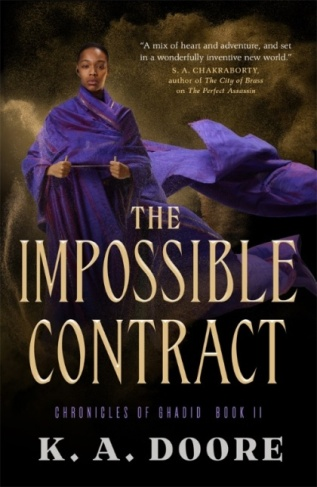 "A mix of heart and adventure, and set
in a wonderfully inventive new world."
S. A. CHAKRABORTY,
author of The City of Brass
on The Perfect Assassin
THE
IMPOSSIBLE
CONTRACT
CHRONICLES OF GHADID BOOK II
K. A. DOORE